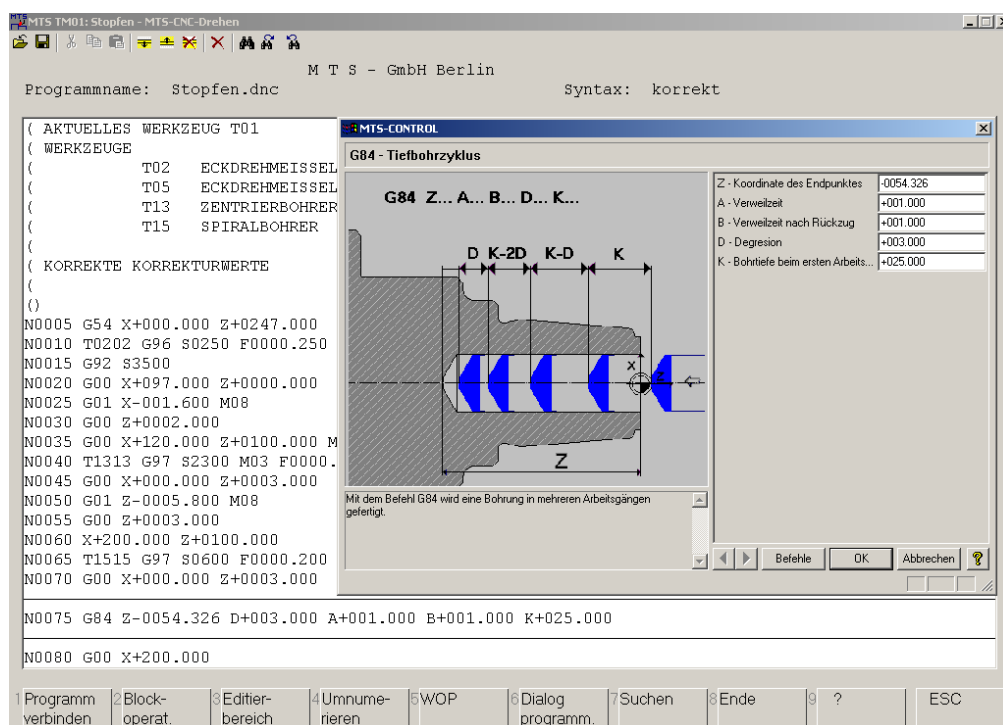 MTS TM01: Stopfen - MTS-CNC-Drehen
M T S - GmbH Berlin
Programmname: Stopfen.dnc Syntax: korrekt
( AKTUELLES WERKZEUG T01
( WERKZEUGE
( T02 ECKDREHMEISSEL
( T05 ECKDREHMEISSEL
( T13 ZENTRIERBOHRER
( T15 SPIRALBOHRER
(
( KORREKTE KORREKTURWERTE
(
()
N0005 G54 X+000.000 Z+0247.000
N0010 T0202 G96 S0250 F0000.250
N0015 G92 S3500
N0020 G00 X+097.000 Z+0000.000
N0025 G01 X-001.600 M08
N0030 G00 Z+0002.000
N0035 G00 X+120.000 Z+0100.000 M
N0040 T1313 G97 S2300 M03 F0000.
N0045 G00 X+000.000 Z+0003.000
N0050 G01 Z-0005.800 M08
N0055 G00 Z+0003.000
N0060 X+200.000 Z+0100.000
N0065 T1515 G97 S0600 F0000.200
N0070 G00 X+000.000 Z+0003.000
N0075 G84 Z-0054.326 D+003.000 A+001.000 B+001.000 K+025.000
N0080 G00 X+200.000
MTS-CONTROL
G84 - Tiefbohrzyklus
G84 Z... A... B... D... K...
D K-2D K-D K
X
Z
Z
Mit dem Befehl G84 wird eine Bohrung in mehreren Arbeitsgängen
gefertigt.
Z - Koordinate des Endpunktes -0054.326
A - Verweilzeit +001.000
B - Verweilzeit nach Rückzug +001.000
D - Degresion +003.000
K - Bohrtiefe beim ersten Arbeits... +025.000
Befehle OK Abbrechen ?
1 Programm verbinden
2 Block- operat.
3 Editier- bereich
4 Umnume- rieren
5 WOP
6 Dialog programm.
7 Suchen
8 Ende
9 ?
ESC